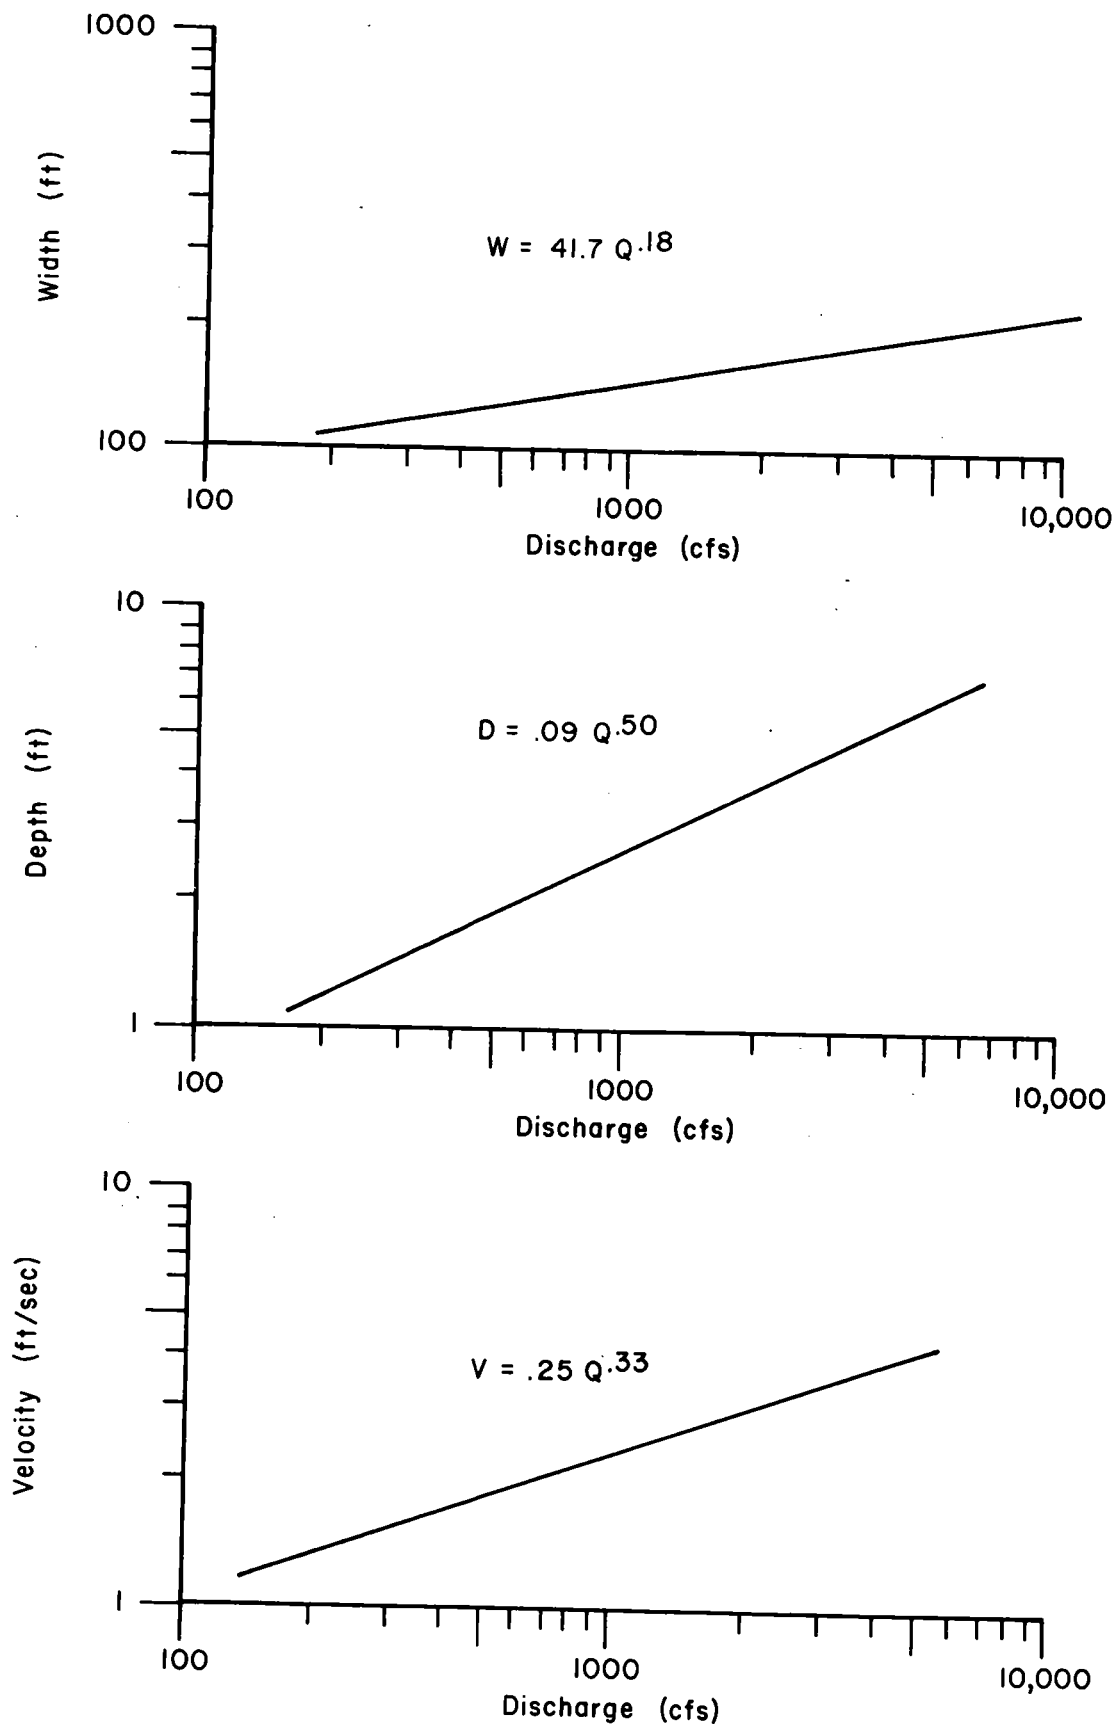 1000
Width (ft)
W = 41.7 Q.18
100
100
1000
10,000
Discharge (cfs)
10
Depth (ft)
D = .09 Q.50
1
100
1000
10,000
Discharge (cfs)
10
Velocity (ft/sec)
V = .25 Q.33
1
100
1000
10,000
Discharge (cfs)